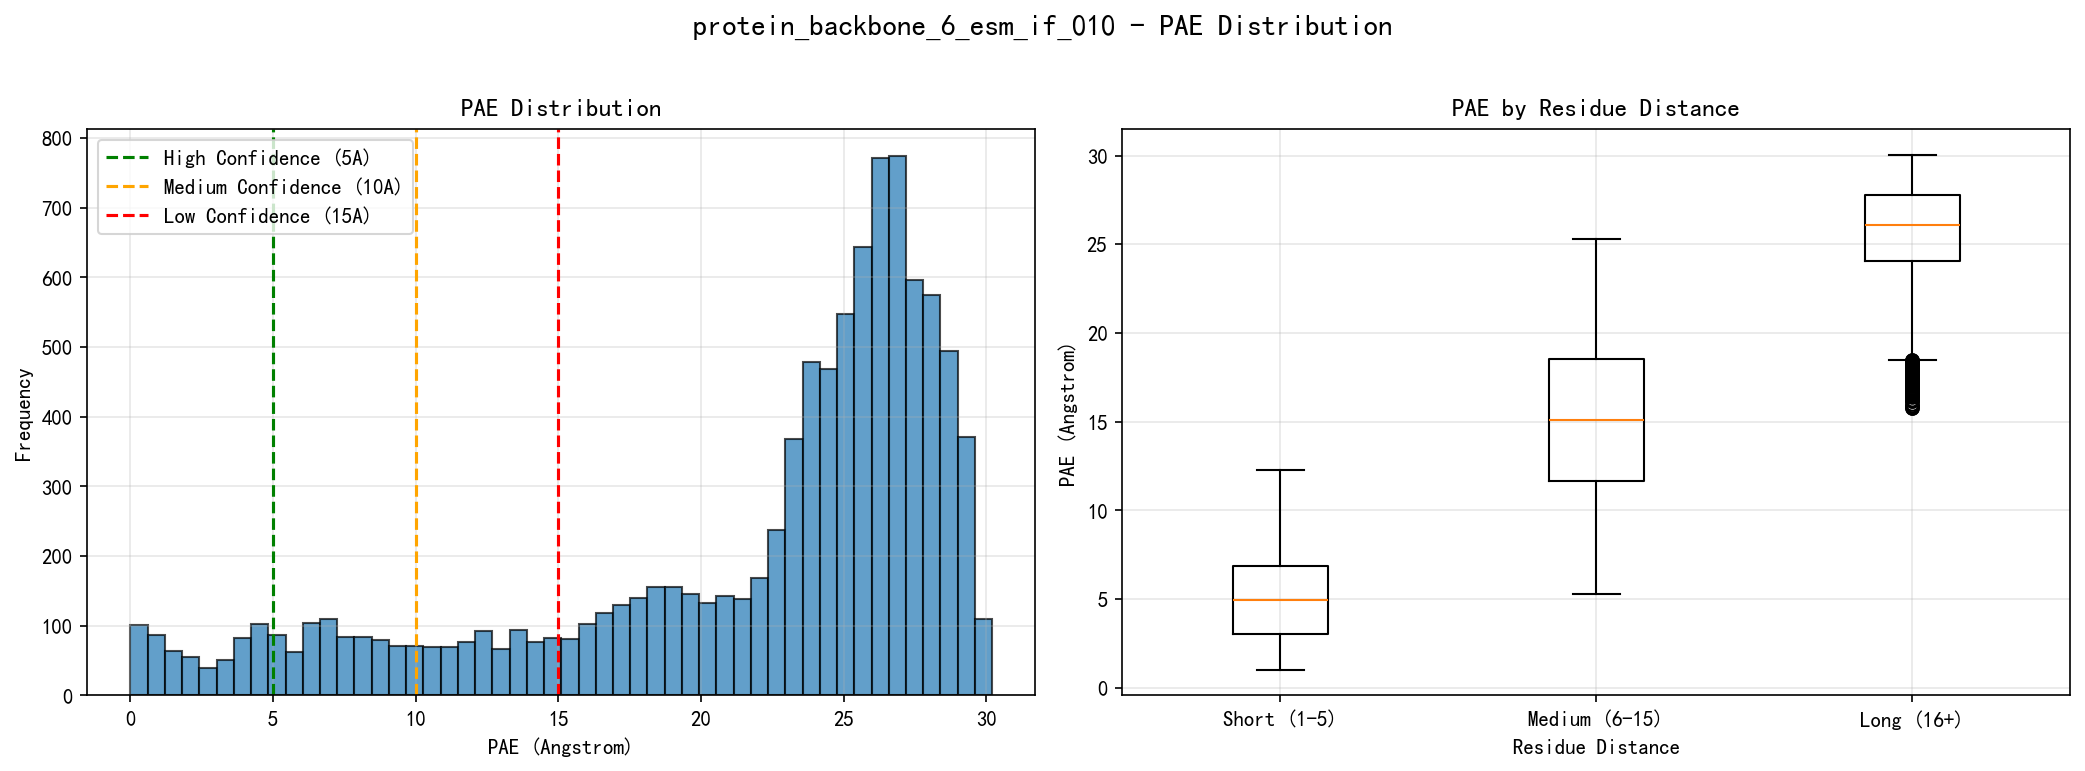 protein_backbone_6_esm_if_010 - PAE Distribution
PAE Distribution
High Confidence (5A)
Medium Confidence (10A)
Low Confidence (15A)
800
700
600
500
400
300
200
100
0
Frequency
0 5 10 15 20 25 30
PAE (Angstrom)
PAE by Residue Distance
30
25
20
15
10
5
0
PAE (Angstrom)
Short (1-5) Medium (6-15) Long (16+)
Residue Distance